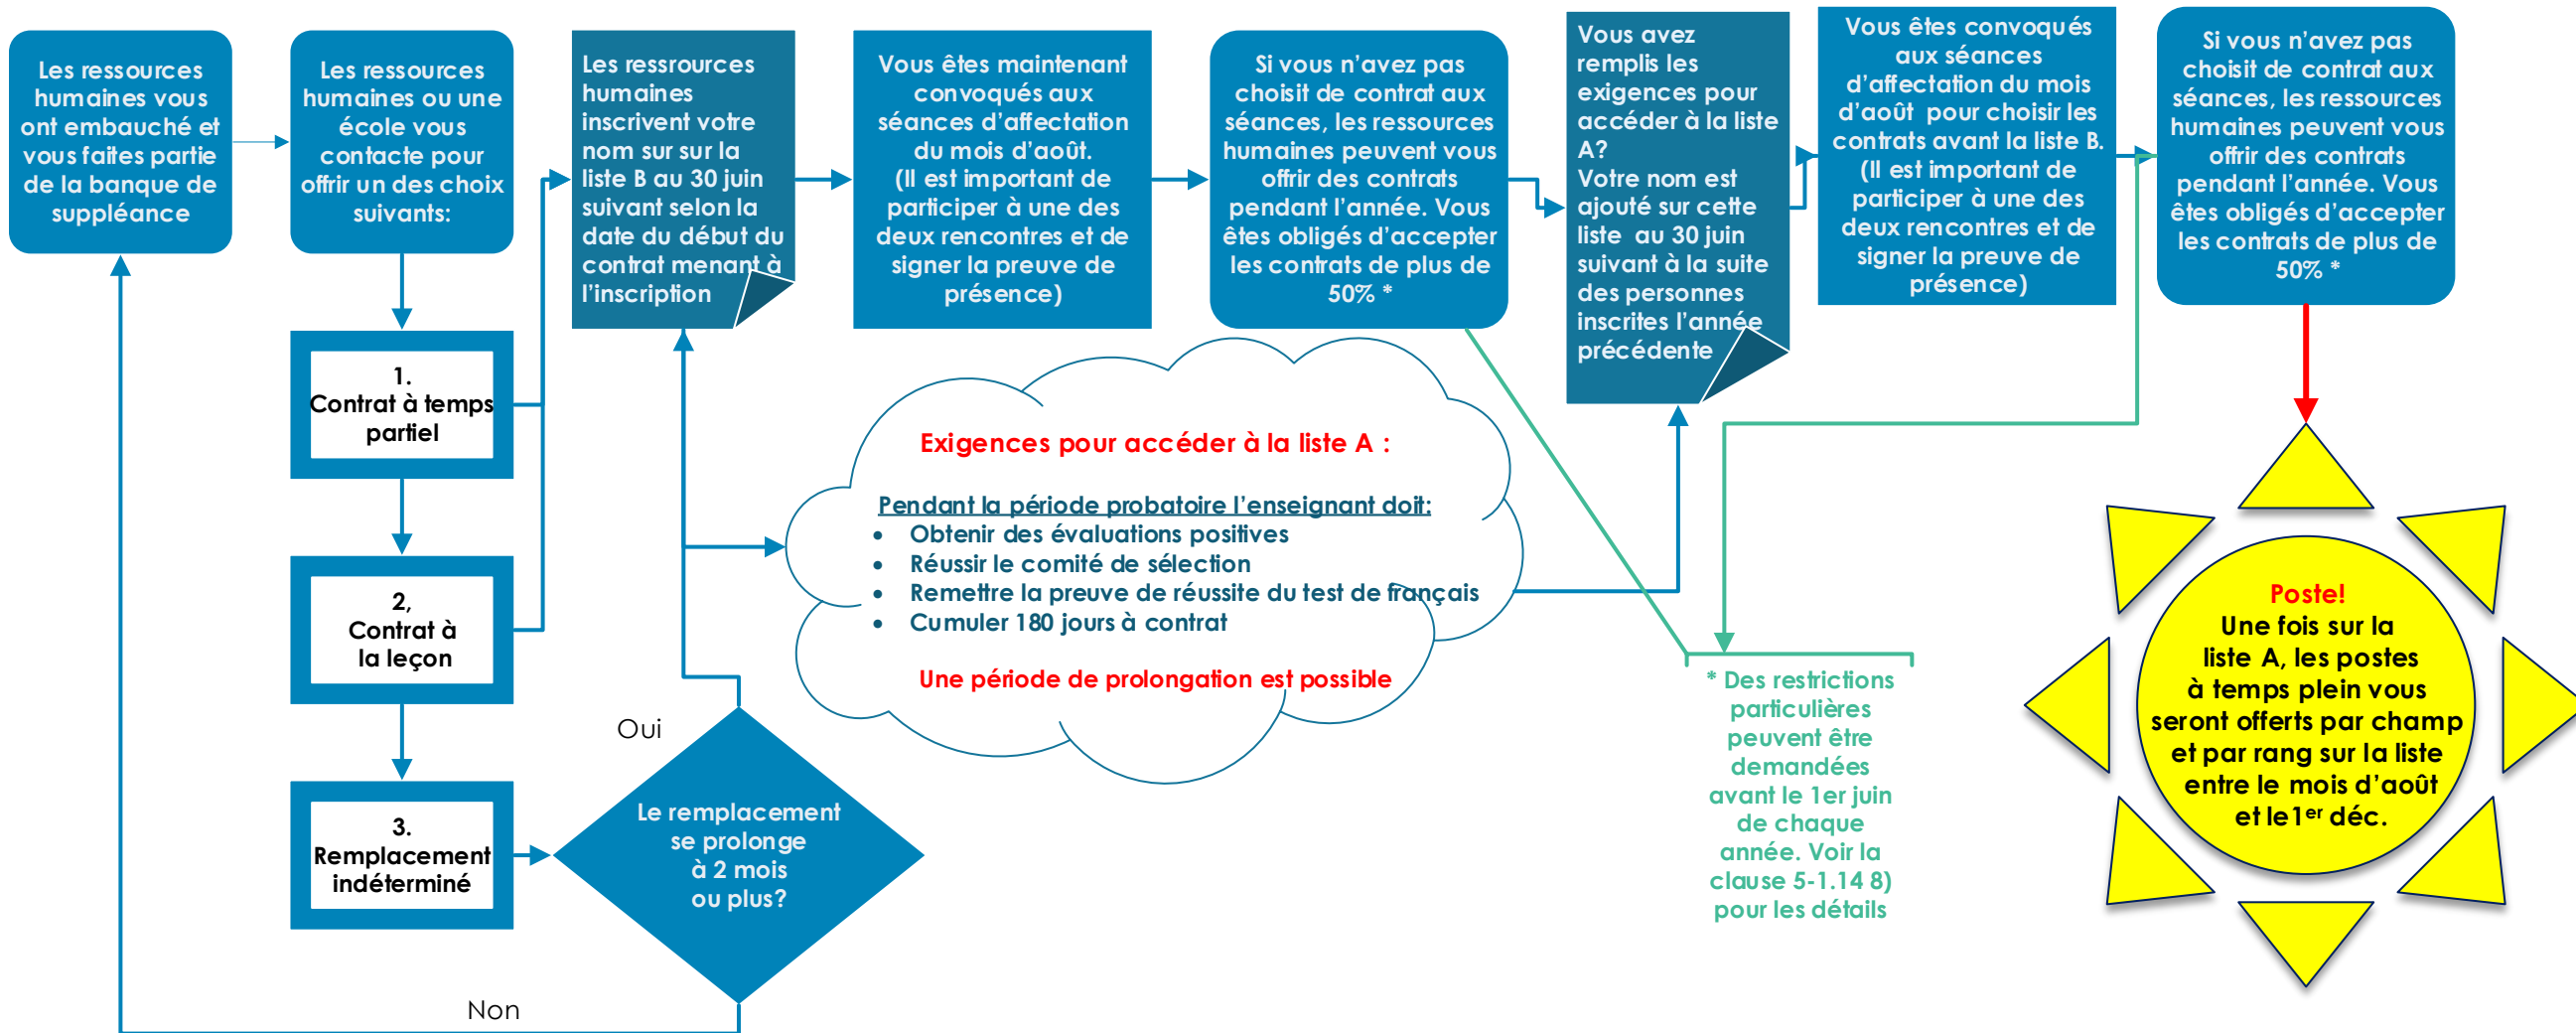 Les ressources
humaines vous
ont embauché et
vous faites partie
de la banque de
suppléance
Les ressources
humaines ou une
école vous
contacte pour
offrir un des choix
suivants:
Les ressrources
humaines
inscrivent votre
nom sur sur la
liste B au 30 juin
suivant selon la
date du début du
contrat menant à
l’inscription
Vous êtes maintenant
convoqués aux
séances d’affectation
du mois d’août.
(Il est important de
participer à une des
deux rencontres et de
signer la preuve de
présence)
Si vous n’avez pas
choisit de contrat aux
séances, les ressources
humaines peuvent vous
offrir des contrats
pendant l’année. Vous
êtes obligés d’accepter
les contrats de plus de
50% *
Vous avez
remplis les
exigences pour
accéder à la liste
A?
Votre nom est
ajouté sur cette
liste au 30 juin
suivant à la suite
des personnes
inscrites l’année
précédente
Vous êtes convoqués
aux séances
d’affectation du mois
d’août pour choisir les
contrats avant la liste B.
(Il est important de
participer à une des
deux rencontres et de
signer la preuve de
présence)
Si vous n’avez pas
choisit de contrat aux
séances, les ressources
humaines peuvent vous
offrir des contrats
pendant l’année. Vous
êtes obligés d’accepter
les contrats de plus de
50% *
1.
Contrat à temps
partiel
2,
Contrat à
la leçon
3.
Remplacement
indéterminé
Oui
Le remplacement
se prolonge
à 2 mois
ou plus?
Non
Exigences pour accéder à la liste A :
Pendant la période probatoire l’enseignant doit:
• Obtenir des évaluations positives
• Réussir le comité de sélection
• Remettre la preuve de réussite du test de français
• Cumuler 180 jours à contrat
Une période de prolongation est possible
* Des restrictions
particulières
peuvent être
demandées
avant le 1er juin
de chaque
année. Voir la
clause 5-1.14 8)
pour les détails
Poste!
Une fois sur la
liste A, les postes
à temps plein vous
seront offerts par champ
et par rang sur la liste
entre le mois d’août
et le1er déc.